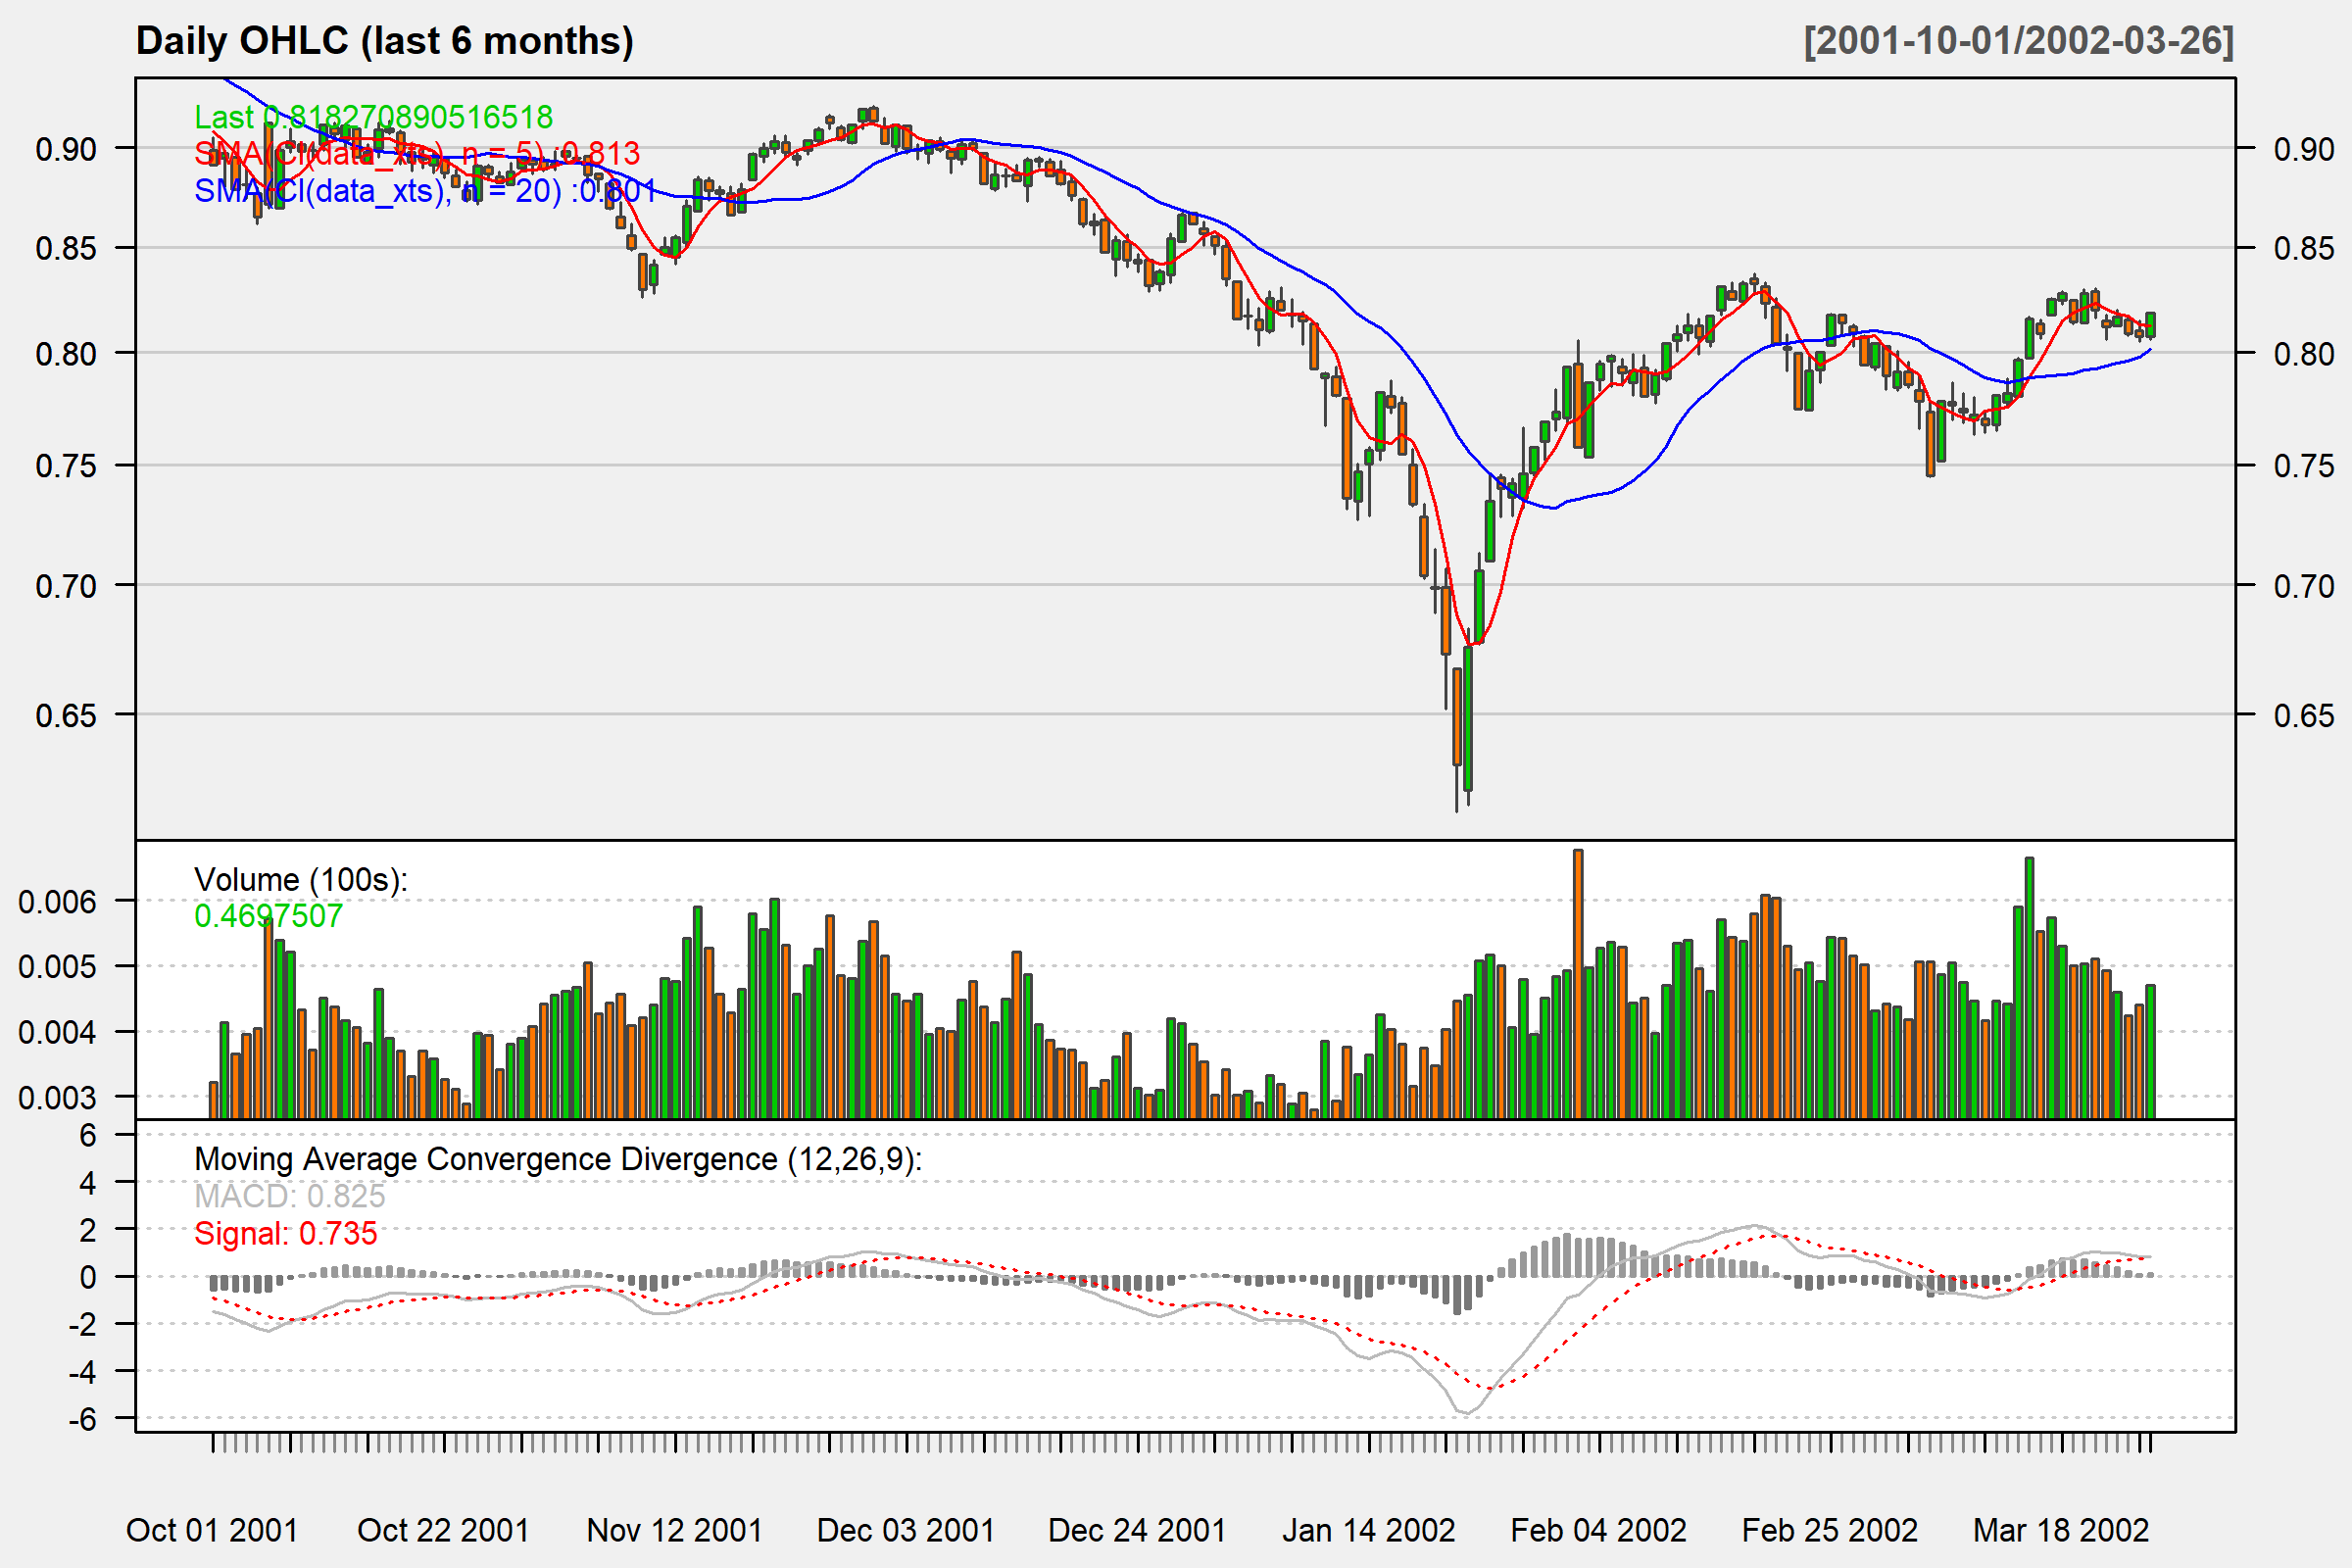 Daily OHLC (last 6 months) [2001-10-01/2002-03-26]
Last 0.818270890516518
SMA(Cl(data_xts), n = 5) :0.813
SMA(Cl(data_xts), n = 20) :0.801
0.90 0.90
0.85 0.85
0.80 0.80
0.75 0.75
0.70 0.70
0.65 0.65
Volume (100s):
0.4697507
0.006
0.005
0.004
0.003
Moving Average Convergence Divergence (12,26,9):
MACD: 0.825
Signal: 0.735
6
4
2
0
-2
-4
-6
Oct 01 2001 Oct 22 2001 Nov 12 2001 Dec 03 2001 Dec 24 2001 Jan 14 2002 Feb 04 2002 Feb 25 2002 Mar 18 2002